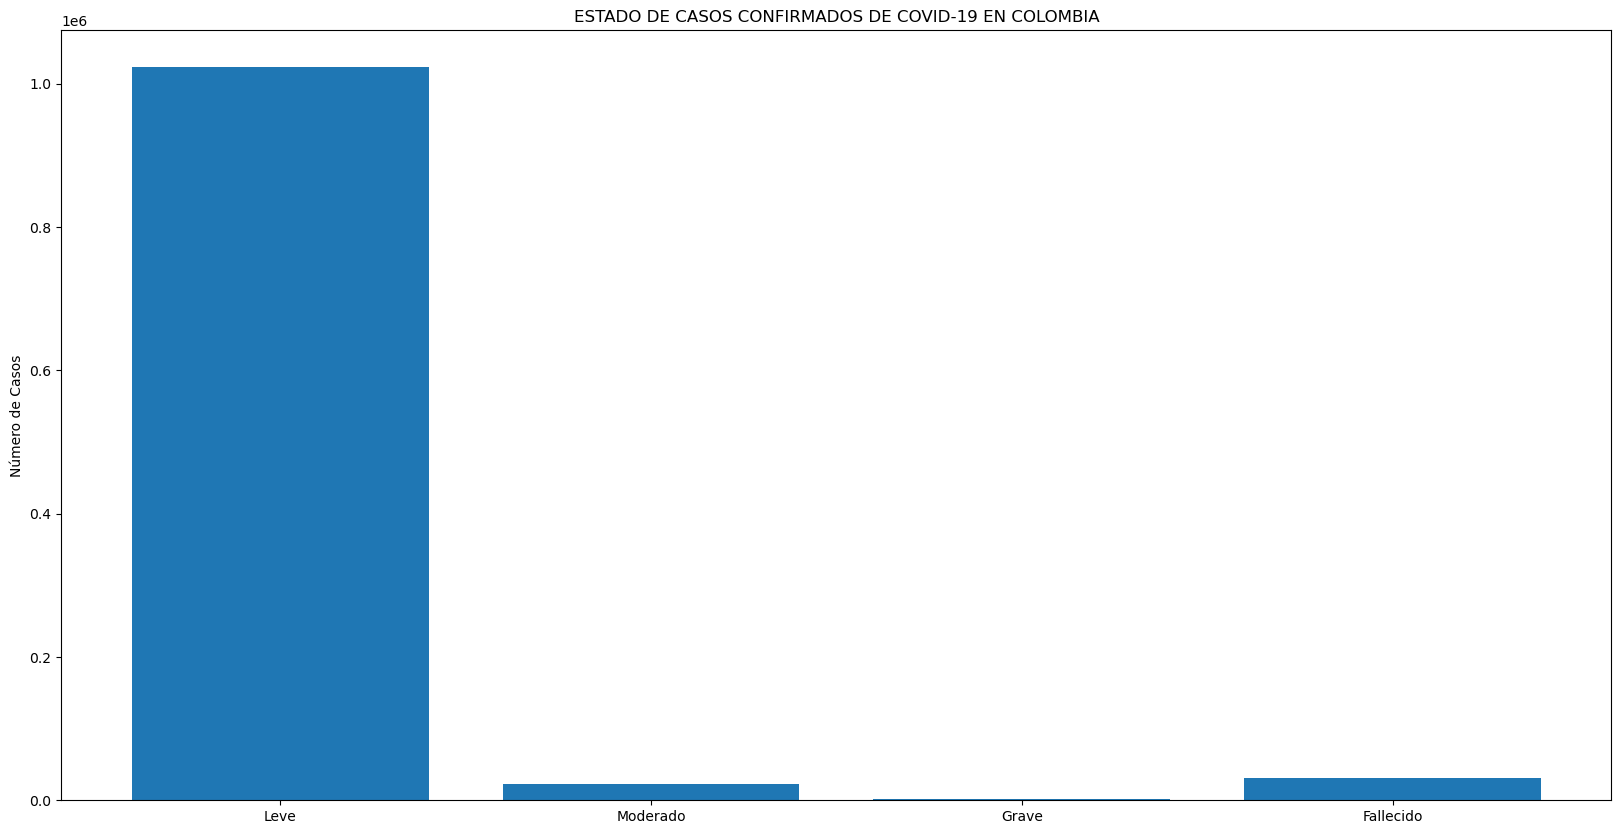 ESTADO DE CASOS CONFIRMADOS DE COVID-19 EN COLOMBIA
1e6
1.0
0.8
0.6
0.4
0.2
0.0
Número de Casos
Leve Moderado Grave Fallecido